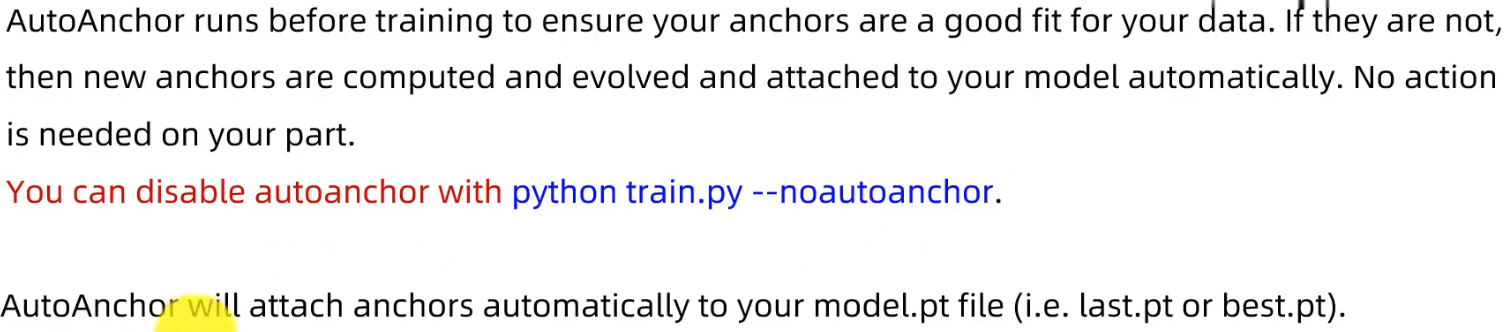 AutoAnchor runs before training to ensure your anchors are a good fit for your data. If they are not,
then new anchors are computed and evolved and attached to your model automatically. No action
is needed on your part.
You can disable autoanchor with python train.py --noautoanchor.
AutoAnchor will attach anchors automatically to your model.pt file (i.e. last.pt or best.pt).